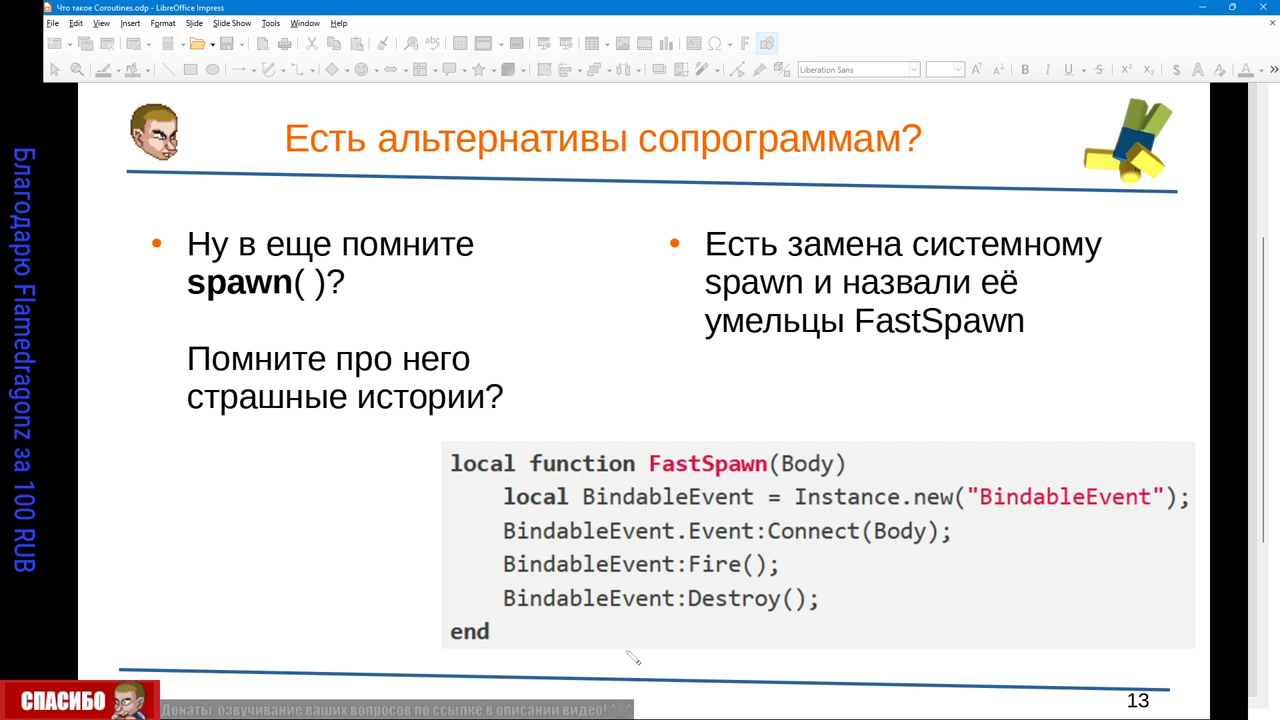 Что такое Coroutines.odp - LibreOffice Impress
File Edit View Insert Format Slide Slide Show Tools Window Help
Liberation Sans
Благодарю Flamedragonz за 100 RUB
Есть альтернативы сопрограммам?
Ну в еще помните
spawn( )?
Помните про него
страшные истории?
Есть замена системному
spawn и назвали её
умельцы FastSpawn
local function FastSpawn(Body)
local BindableEvent = Instance.new("BindableEvent");
BindableEvent.Event:Connect(Body);
BindableEvent:Fire();
BindableEvent:Destroy();
end
13
СПАСИБО
Донаты, озвучивание ваших вопросов по ссылке в описании видео! ^_^